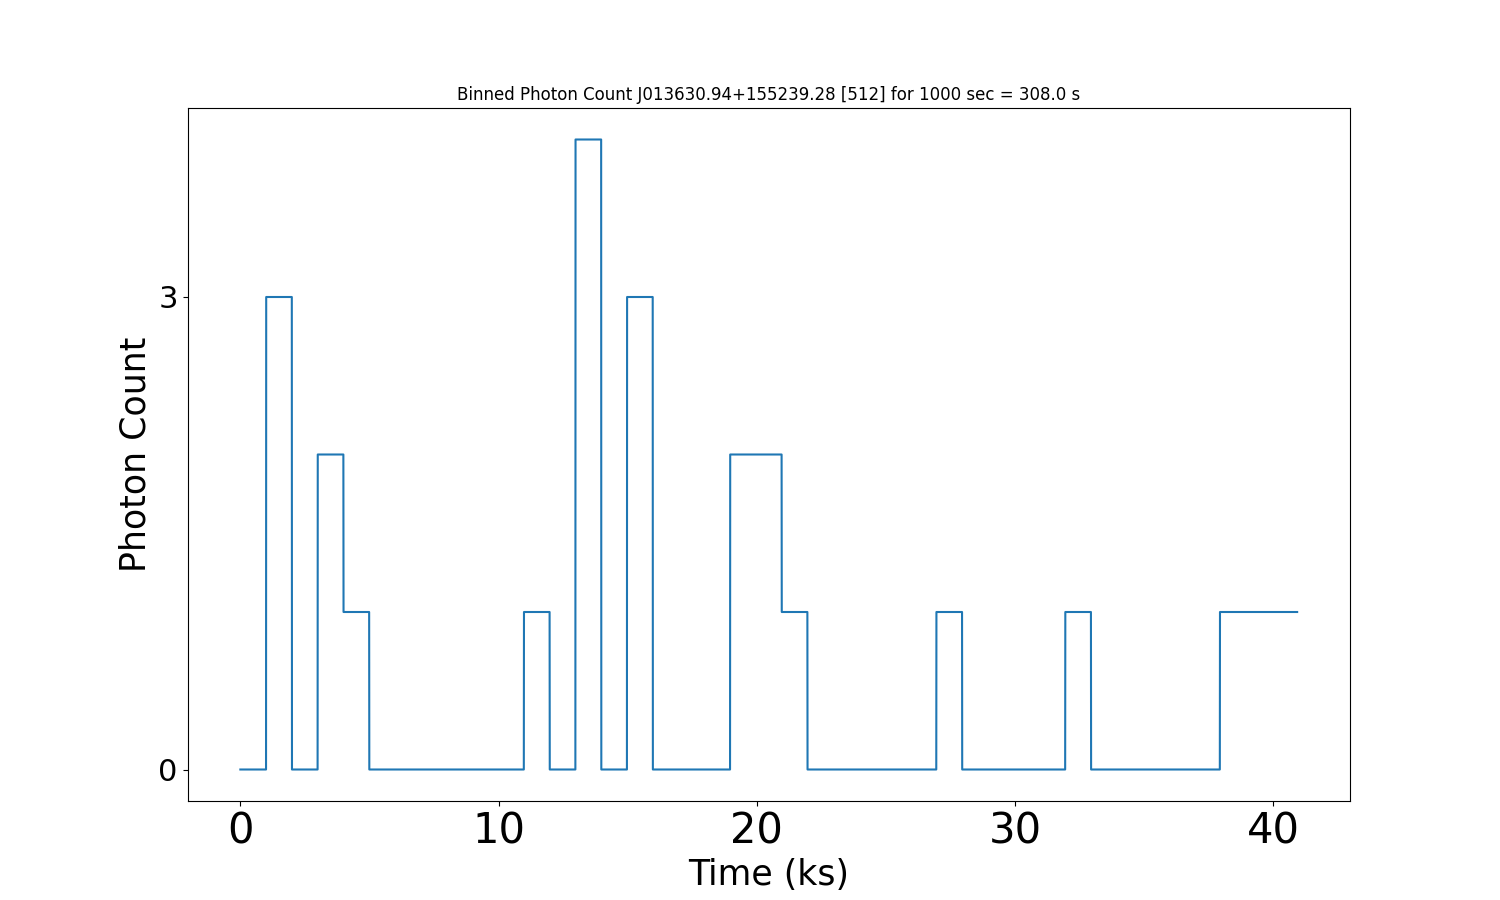 Binned Photon Count J013630.94+155239.28 [512] for 1000 sec = 308.0 s
3
Photon Count
0
0 10 20 30 40
Time (ks)